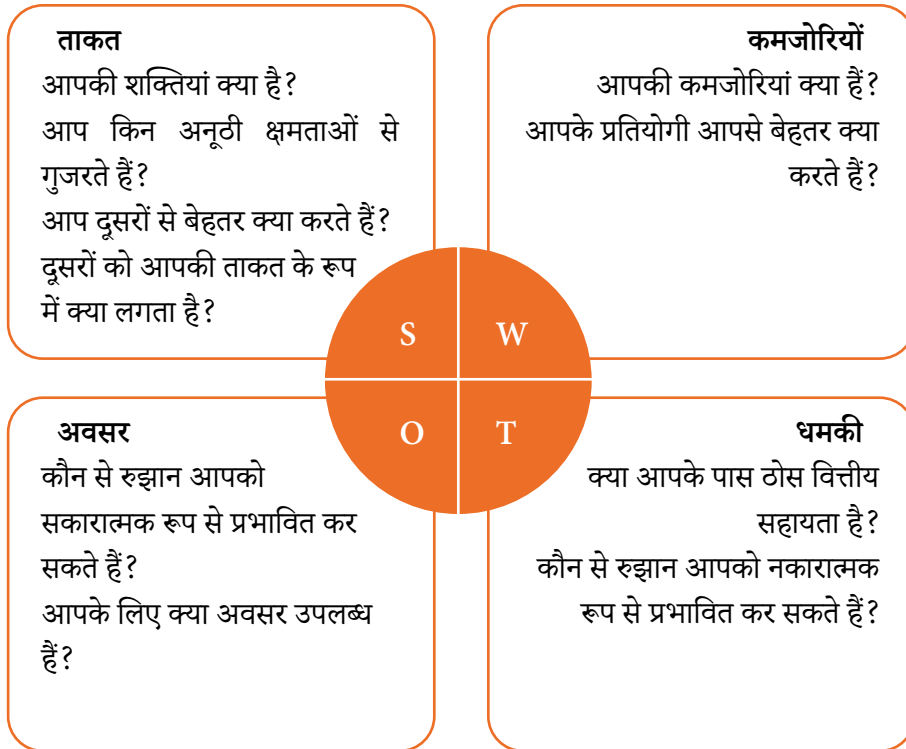 ताकत
आपकी शक्तियां क्या है?
आप किन अनूठी क्षमताओं से
गुजरते हैं?
आप दूसरों से बेहतर क्या करते हैं?
दूसरों को आपकी ताकत के रूप
में क्या लगता है?
कमजोरियों
आपकी कमजोरियां क्या हैं?
आपके प्रतियोगी आपसे बेहतर क्या
करते हैं?
S
W
O
T
अवसर
कौन से रुझान आपको
सकारात्मक रूप से प्रभावित कर
सकते हैं?
आपके लिए क्या अवसर उपलब्ध
हैं?
धमकी
क्या आपके पास ठोस वित्तीय
सहायता है?
कौन से रुझान आपको नकारात्मक
रूप से प्रभावित कर सकते हैं?